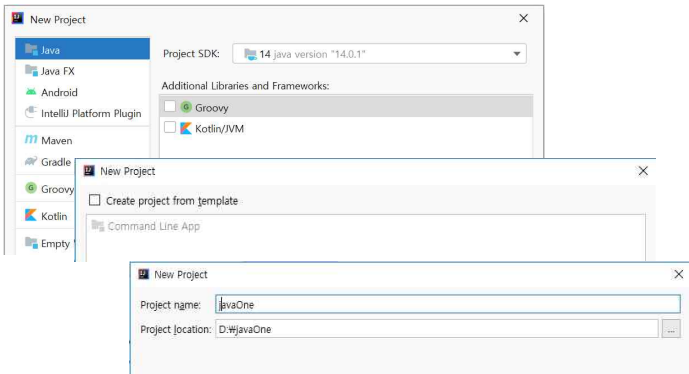 New Project
Java
Project SDK: 14 java version "14.0.1"
Java FX
Additional Libraries and Frameworks:
Android
Groovy
IntelliJ Platform Plugin
Kotlin/JVM
Maven
Gradle
Groovy
Kotlin
Empty
New Project
Create project from template
Command Line App
New Project
Project name: javaOne
Project location: D:₩javaOne
...